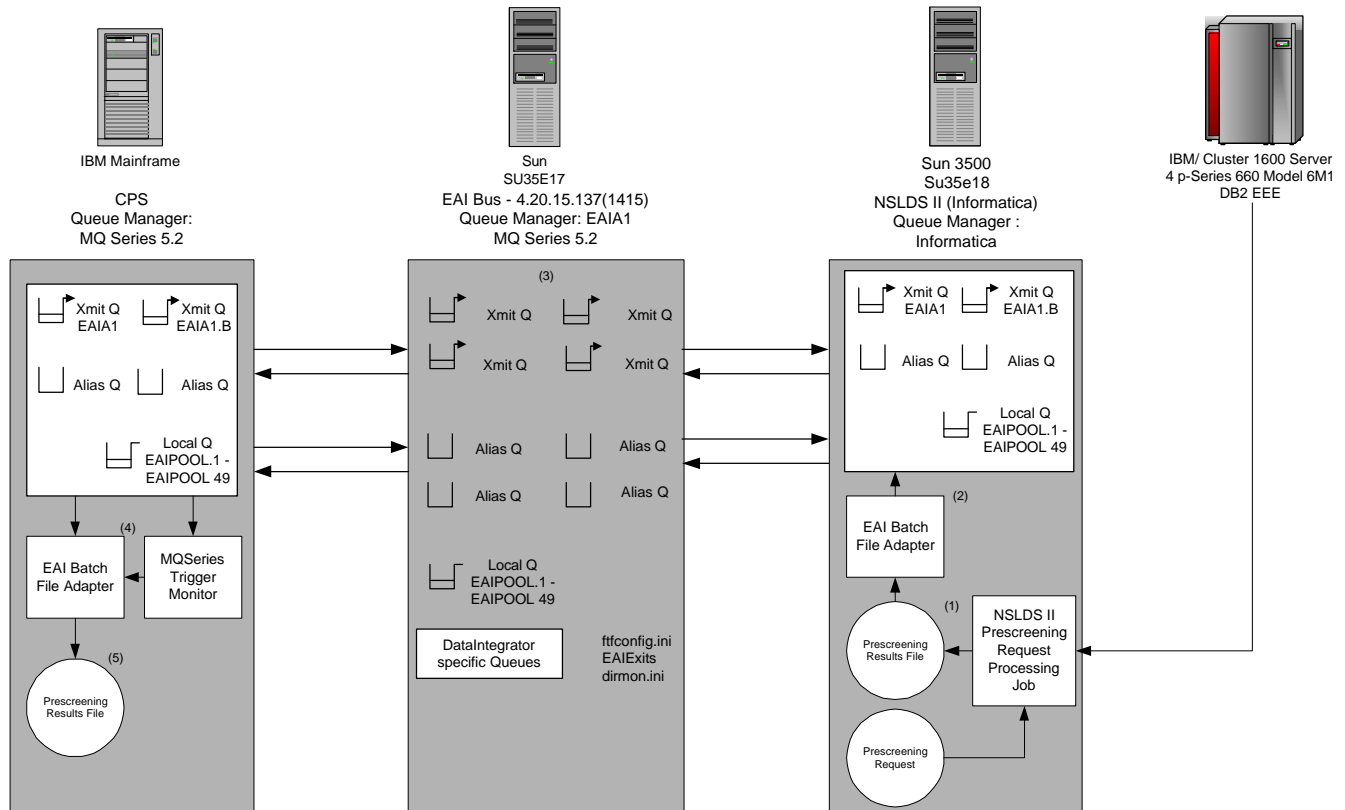 IBM Mainframe
CPS
Queue Manager:
MQ Series 5.2
Sun
SU35E17
EAI Bus - 4.20.15.137(1415)
Queue Manager: EAIA1
MQ Series 5.2
Sun 3500
Su35e18
NSLDS II (Informatica)
Queue Manager :
Informatica
IBM/ Cluster 1600 Server
4 p-Series 660 Model 6M1
DB2 EEE
Xmit Q
EAIA1
Xmit Q
EAIA1.B
Alias Q
Alias Q
Local Q
EAIPOOL.1 -
EAIPOOL 49
(4)
EAI Batch
File Adapter
MQSeries
Trigger
Monitor
(5)
Prescreening
Results File
(3)
Xmit Q
Xmit Q
Xmit Q
Xmit Q
Alias Q
Alias Q
Alias Q
Alias Q
Local Q
EAIPOOL.1 -
EAIPOOL 49
DataIntegrator
specific Queues
ftfconfig.ini
EAIExits
dirmon.ini
Xmit Q
EAIA1
Xmit Q
EAIA1.B
Alias Q
Alias Q
Local Q
EAIPOOL.1 -
EAIPOOL 49
(2)
EAI Batch
File Adapter
(1)
Prescreening
Results File
NSLDS II
Prescreening
Request
Processing
Job
Prescreening
Request